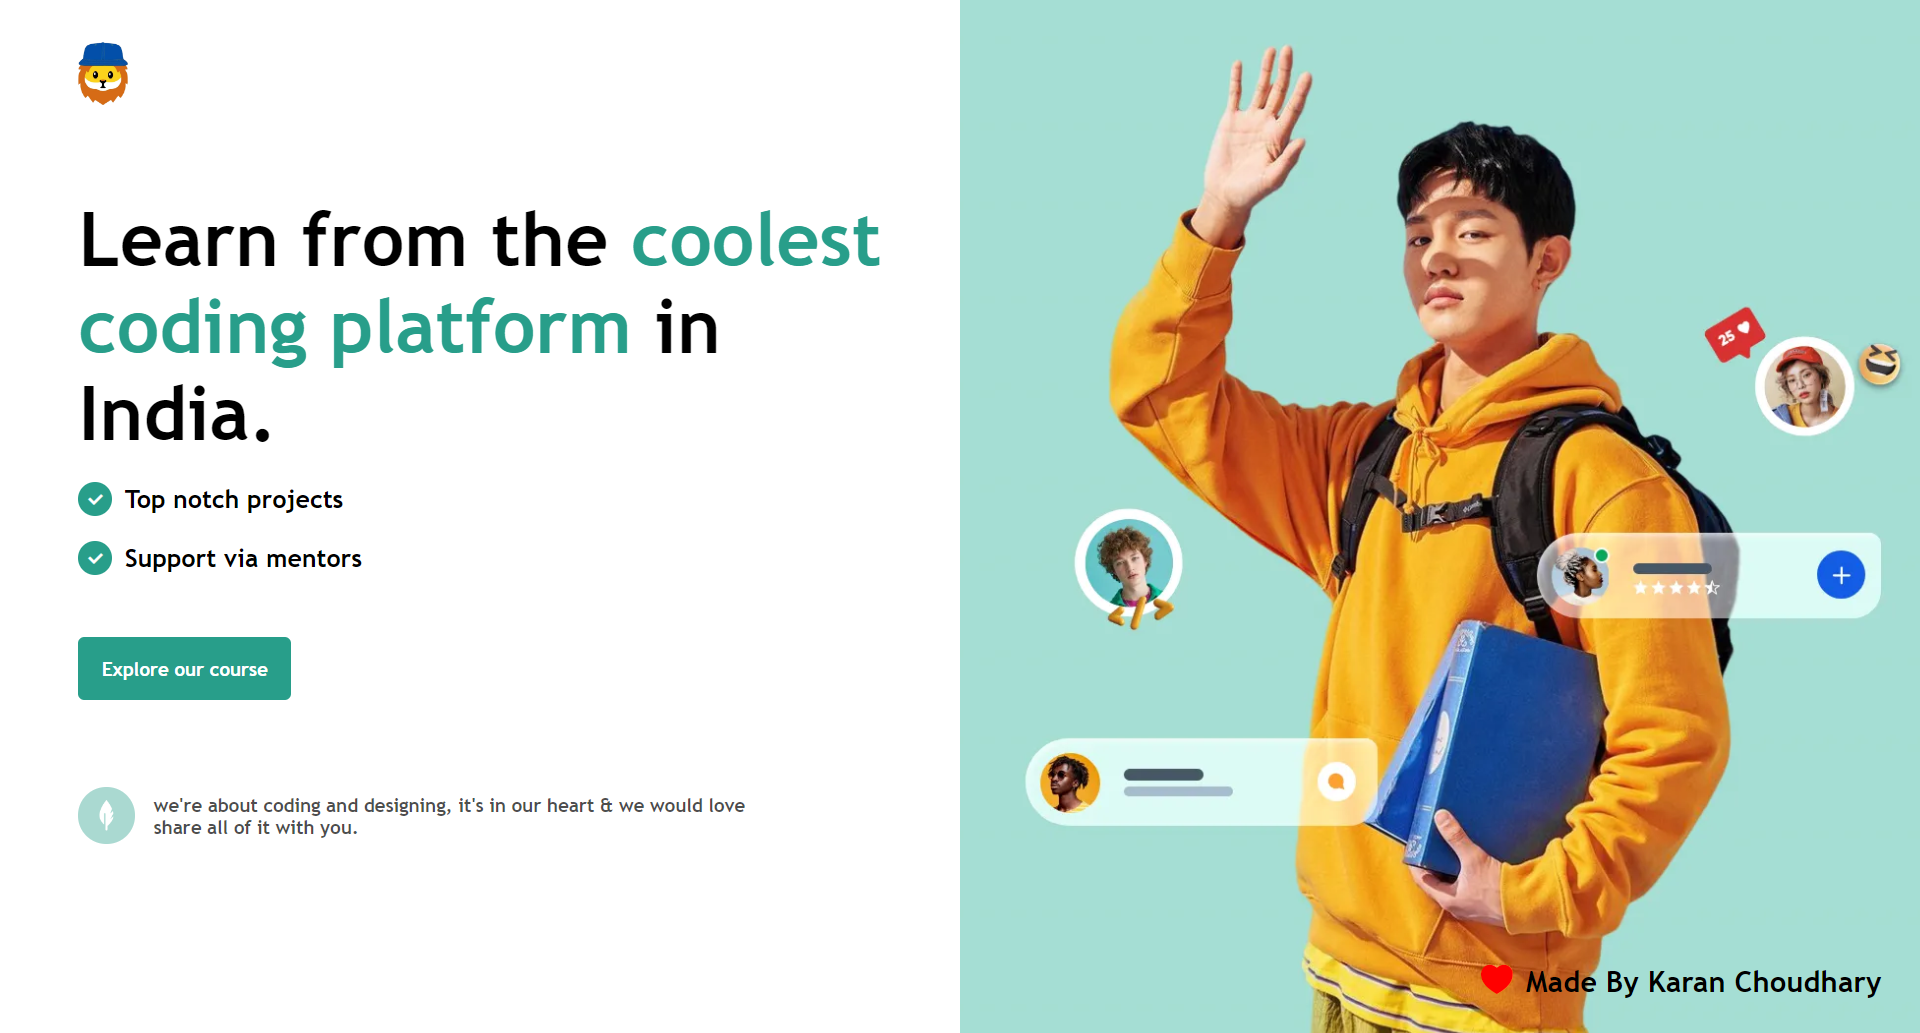 Learn from the coolest
coding platform in
India.
Top notch projects
Support via mentors
Explore our course
we're about coding and designing, it's in our heart & we would love
share all of it with you.
25
</>
Made By Karan Choudhary